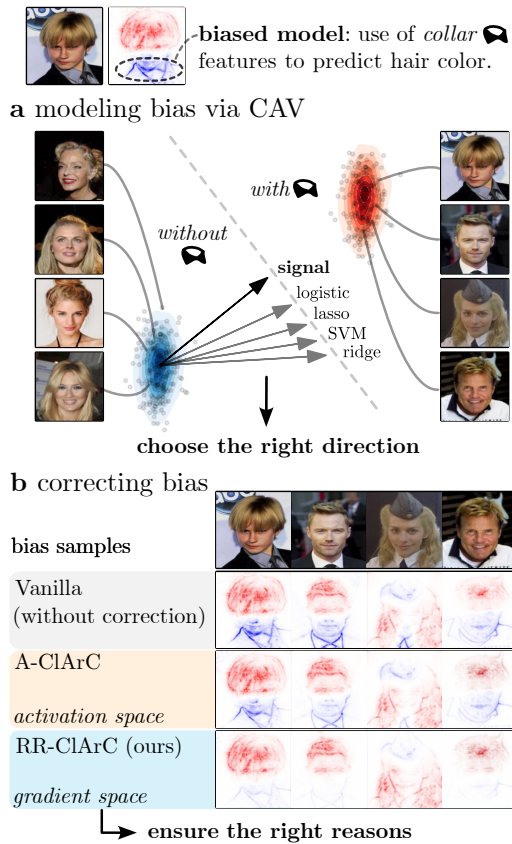 biased model: use of collar
features to predict hair color.
a modeling bias via CAV
with
without
signal
logistic
lasso
SVM
ridge
choose the right direction
b correcting bias
bias samples
Vanilla
(without correction)
A-ClArC
activation space
RR-ClArC (ours)
gradient space
ensure the right reasons